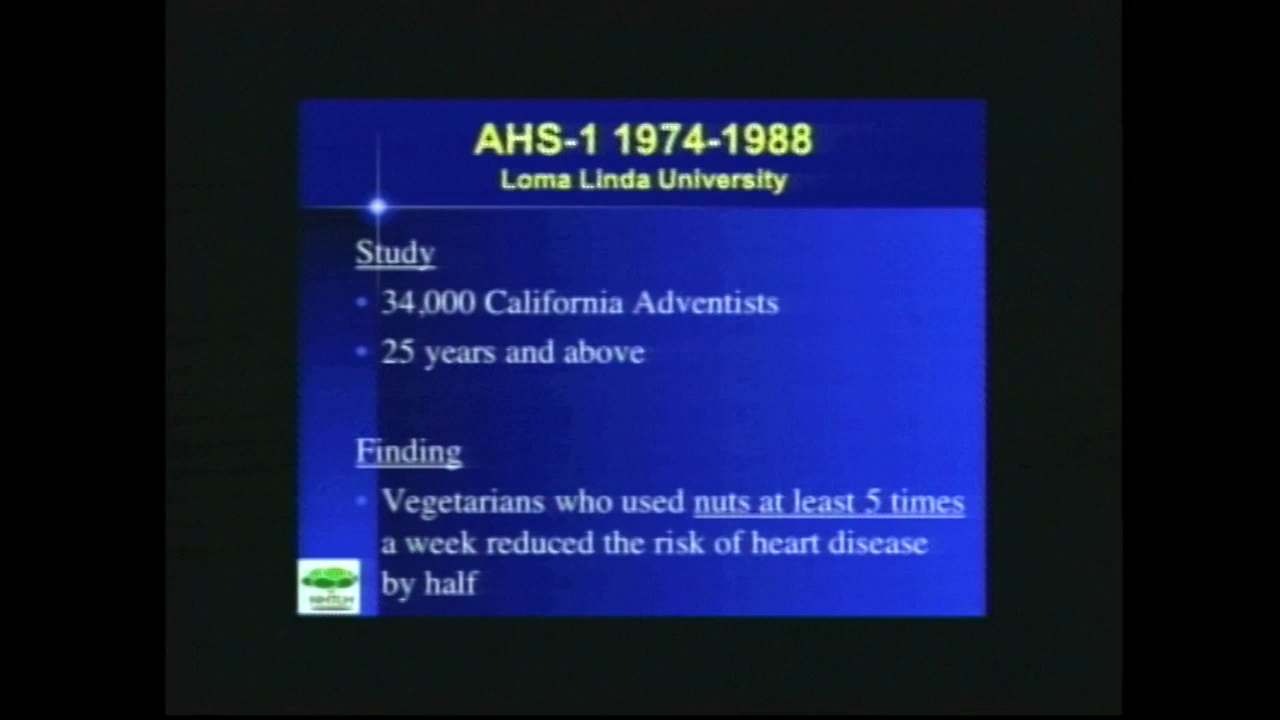 AHS-1 1974-1988
Loma Linda University
Study
• 34,000 California Adventists
• 25 years and above
Finding
• Vegetarians who used nuts at least 5 times
a week reduced the risk of heart disease
by half